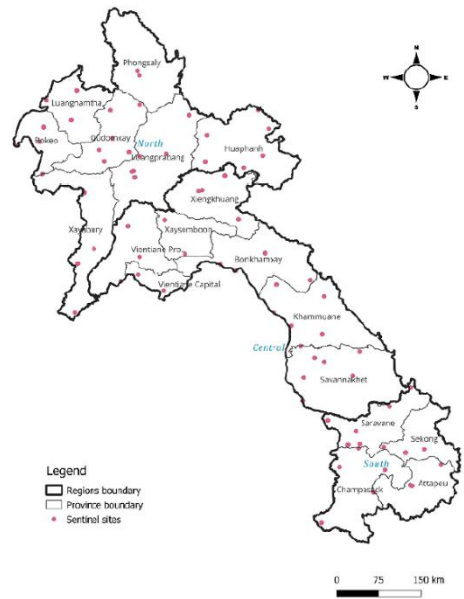 Phongsaly
N
W E
S
Luangnamtha
Bokeo
Oudomxay
North
Luangprabang
Huaphanh
Xiengkhuang
Xayabury
Xaysomboon
Vientiane Pro.
Borikhamxay
Vientiane Capital
Khammuane
Central
Savannakhet
Saravane
Sekong
South
Champasack
Attapeu
Legend
Regions boundary
Province boundary
Sentinel sites
0 75 150 km